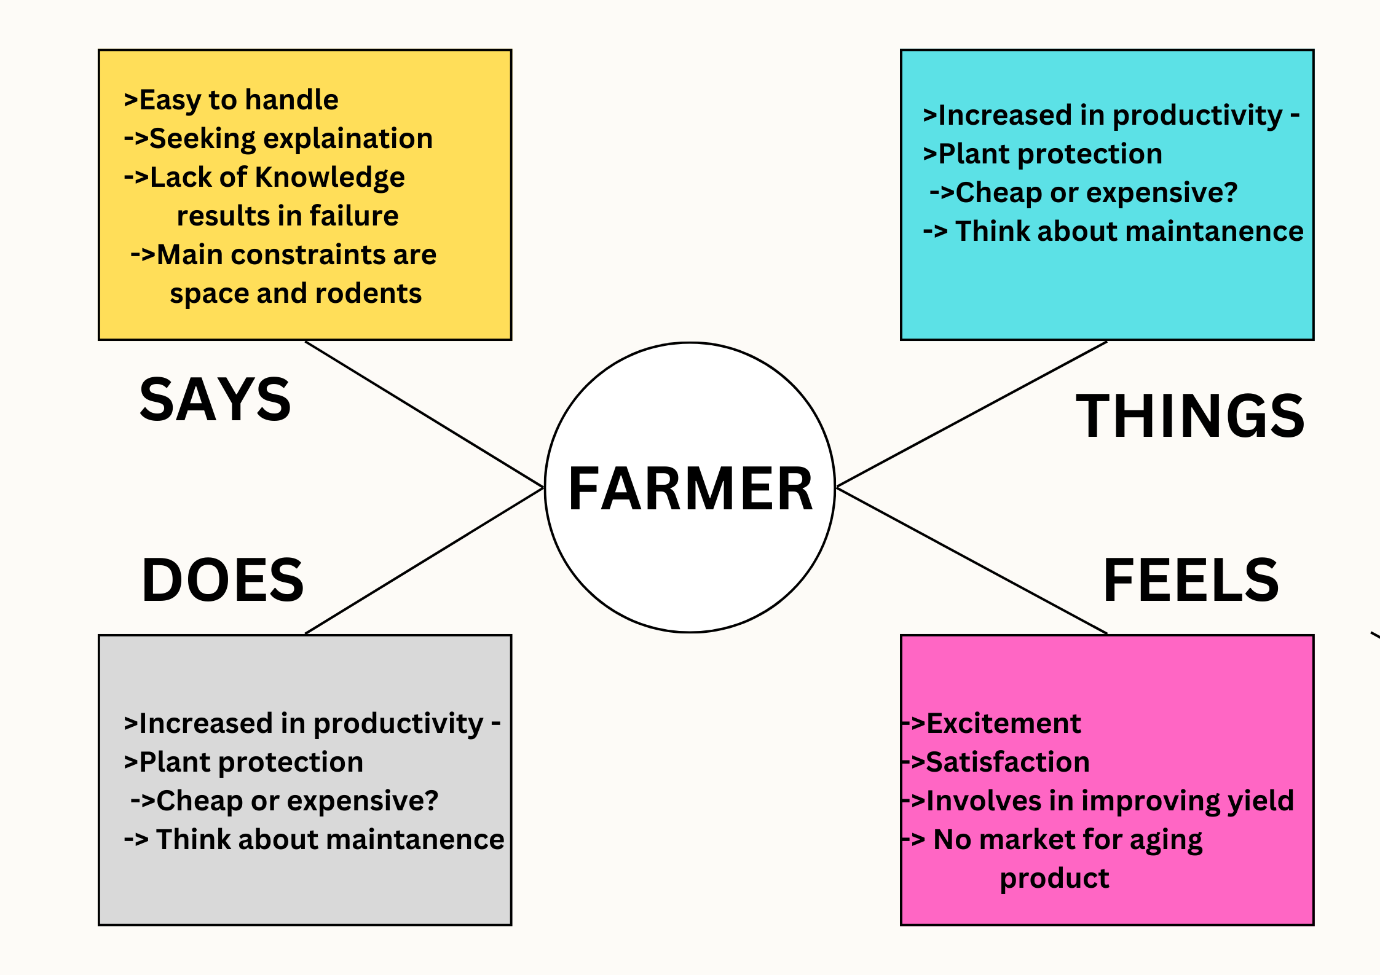 >Easy to handle
->Seeking explaination
->Lack of Knowledge
results in failure
->Main constraints are
space and rodents
SAYS
>Increased in productivity -
>Plant protection
->Cheap or expensive?
-> Think about maintanence
THINGS
FARMER
DOES
>Increased in productivity -
>Plant protection
->Cheap or expensive?
-> Think about maintanence
FEELS
->Excitement
->Satisfaction
->Involves in improving yield
-> No market for aging
product